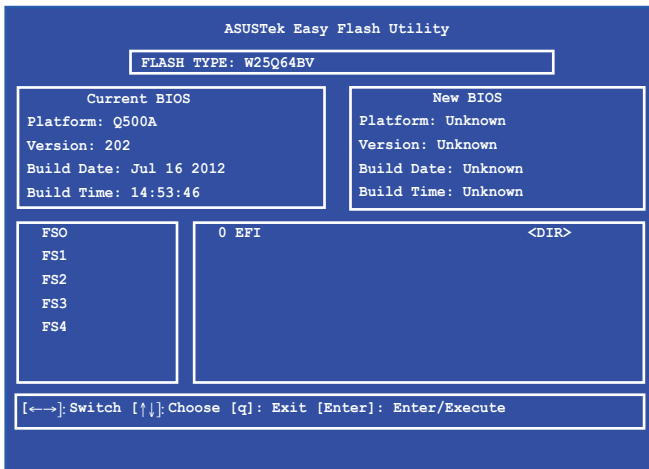 ASUSTek Easy Flash Utility
FLASH TYPE: W25Q64BV
Current BIOS
Platform: Q500A
Version: 202
Build Date: Jul 16 2012
Build Time: 14:53:46
New BIOS
Platform: Unknown
Version: Unknown
Build Date: Unknown
Build Time: Unknown
FSO
FS1
FS2
FS3
FS4
0 EFI <DIR>
[←→]: Switch [↑↓]: Choose [q]: Exit [Enter]: Enter/Execute